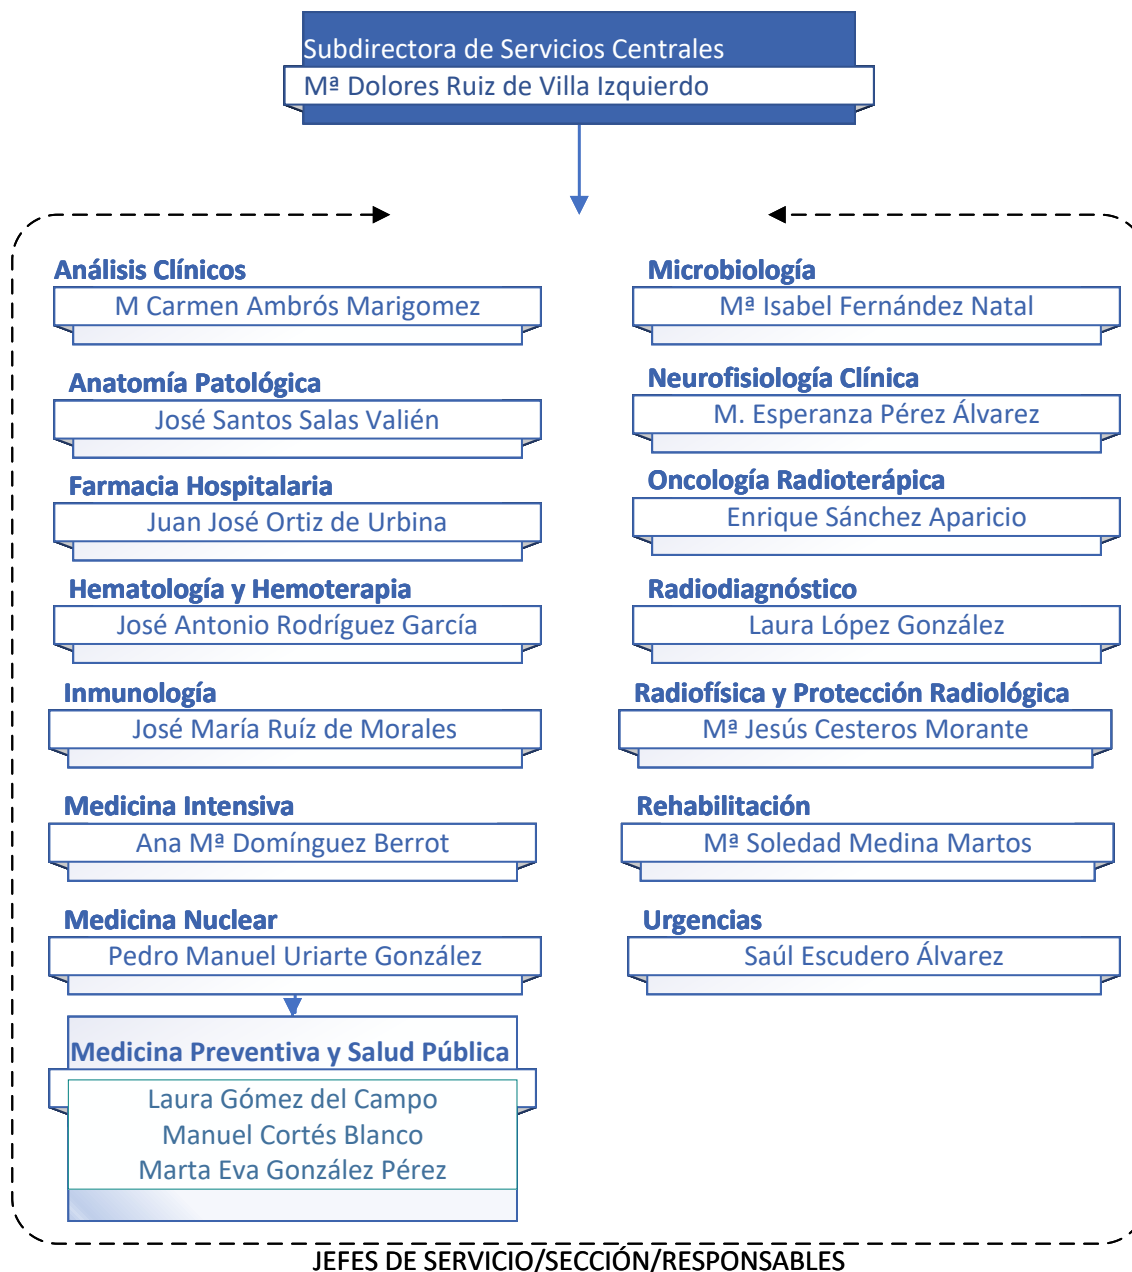 Subdirectora de Servicios Centrales
Mª Dolores Ruiz de Villa Izquierdo
Análisis Clínicos
M Carmen Ambrós Marigomez
Anatomía Patológica
José Santos Salas Valién
Farmacia Hospitalaria
Juan José Ortiz de Urbina
Hematología y Hemoterapia
José Antonio Rodríguez García
Inmunología
José María Ruíz de Morales
Medicina Intensiva
Ana Mª Domínguez Berrot
Medicina Nuclear
Pedro Manuel Uriarte González
Medicina Preventiva y Salud Pública
Laura Gómez del Campo
Manuel Cortés Blanco
Marta Eva González Pérez
Microbiología
Mª Isabel Fernández Natal
Neurofisiología Clínica
M. Esperanza Pérez Álvarez
Oncología Radioterápica
Enrique Sánchez Aparicio
Radiodiagnóstico
Laura López González
Radiofísica y Protección Radiológica
Mª Jesús Cesteros Morante
Rehabilitación
Mª Soledad Medina Martos
Urgencias
Saúl Escudero Álvarez
JEFES DE SERVICIO/SECCIÓN/RESPONSABLES